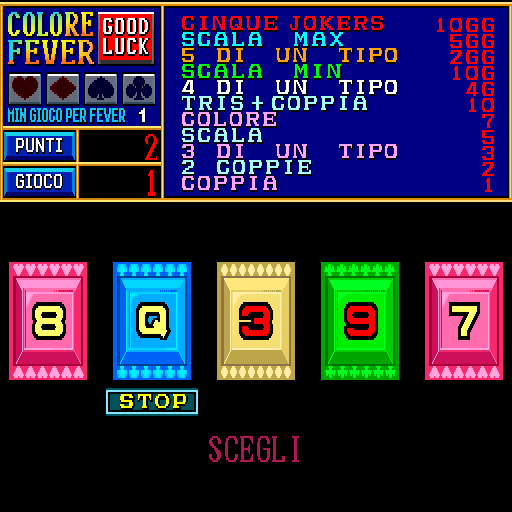 COLORE
FEVER
GOOD
LUCK
MIN GIOCO PER FEVER 1
PUNTI 2
GIOCO 1
CINQUE JOKERS 10GG
SCALA MAX 5GG
5 DI UN TIPO 2GG
SCALA MIN 10G
4 DI UN TIPO 4G
TRIS+COPPIA 10
COLORE 7
SCALA 5
3 DI UN TIPO 3
2 COPPIE 2
COPPIA 1
8 Q 3 9 7
STOP
SCEGLI